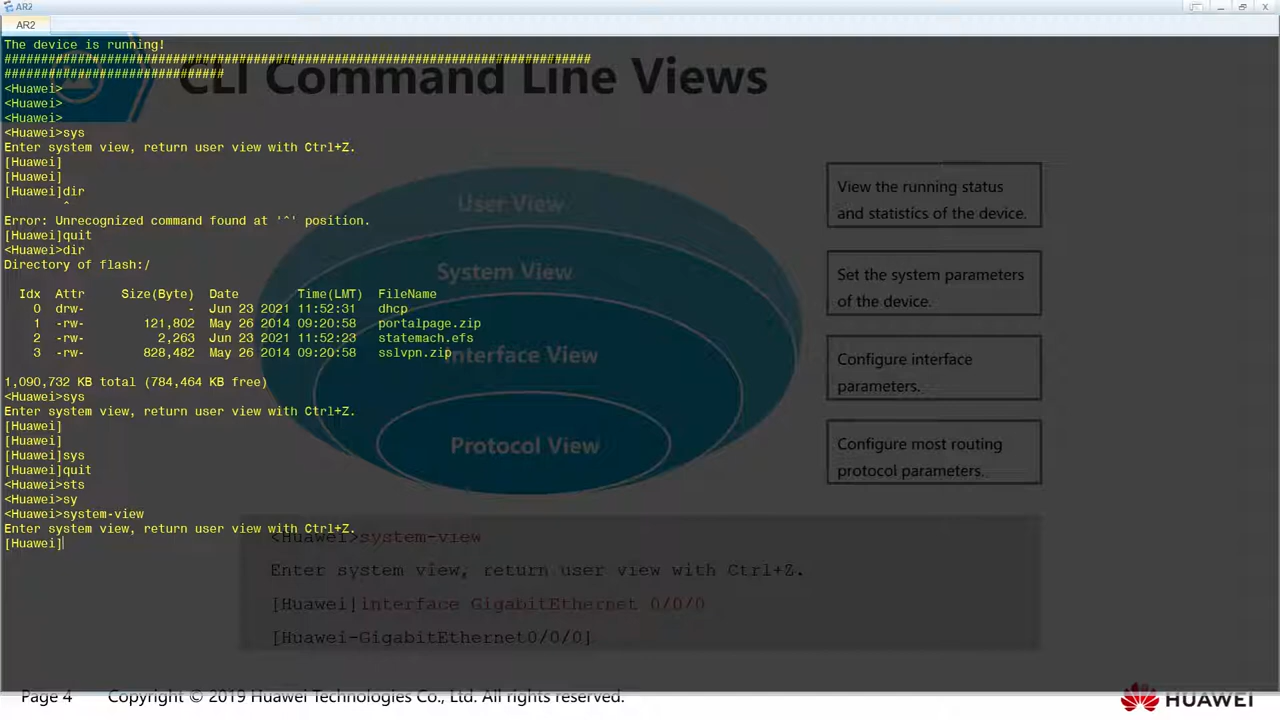 AR2
AR2
The device is running!
################################################################################
##############################
<Huawei>
<Huawei>
<Huawei>
<Huawei>sys
Enter system view, return user view with Ctrl+Z.
[Huawei]
[Huawei]
[Huawei]dir
^
Error: Unrecognized command found at '^' position.
[Huawei]quit
<Huawei>dir
Directory of flash:/
Idx  Attr     Size(Byte)  Date        Time(LMT)  FileName
0  drw-              -  Jun 23 2021 11:52:31   dhcp
1  -rw-        121,802  May 26 2014 09:20:58   portalpage.zip
2  -rw-          2,263  Jun 23 2021 11:52:23   statemach.efs
3  -rw-        828,482  May 26 2014 09:20:58   sslvpn.zip
1,090,732 KB total (784,464 KB free)
<Huawei>sys
Enter system view, return user view with Ctrl+Z.
[Huawei]
[Huawei]
[Huawei]sys
[Huawei]quit
<Huawei>sts
<Huawei>sy
<Huawei>system-view
Enter system view, return user view with Ctrl+Z.
[Huawei]
CLI Command Line Views
User View
System View
Interface View
Protocol View
View the running status
and statistics of the device.
Set the system parameters
of the device.
Configure interface
parameters.
Configure most routing
protocol parameters.
<Huawei>system-view
Enter system view, return user view with Ctrl+Z.
[Huawei]interface GigabitEthernet 0/0/0
[Huawei-GigabitEthernet0/0/0]
Page 4
Copyright © 2019 Huawei Technologies Co., Ltd. All rights reserved.
HUAWEI